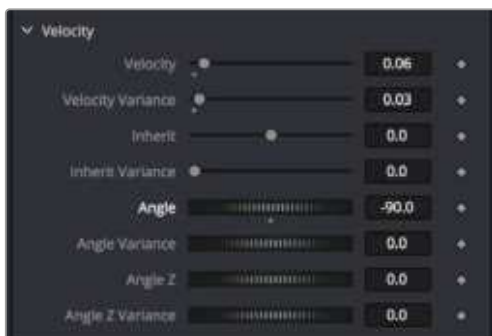 Velocity
Velocity 0.06
Velocity Variance 0.03
Inherit 0.0
Inherit Variance 0.0
Angle -90.0
Angle Variance 0.0
Angle Z 0.0
Angle Z Variance 0.0